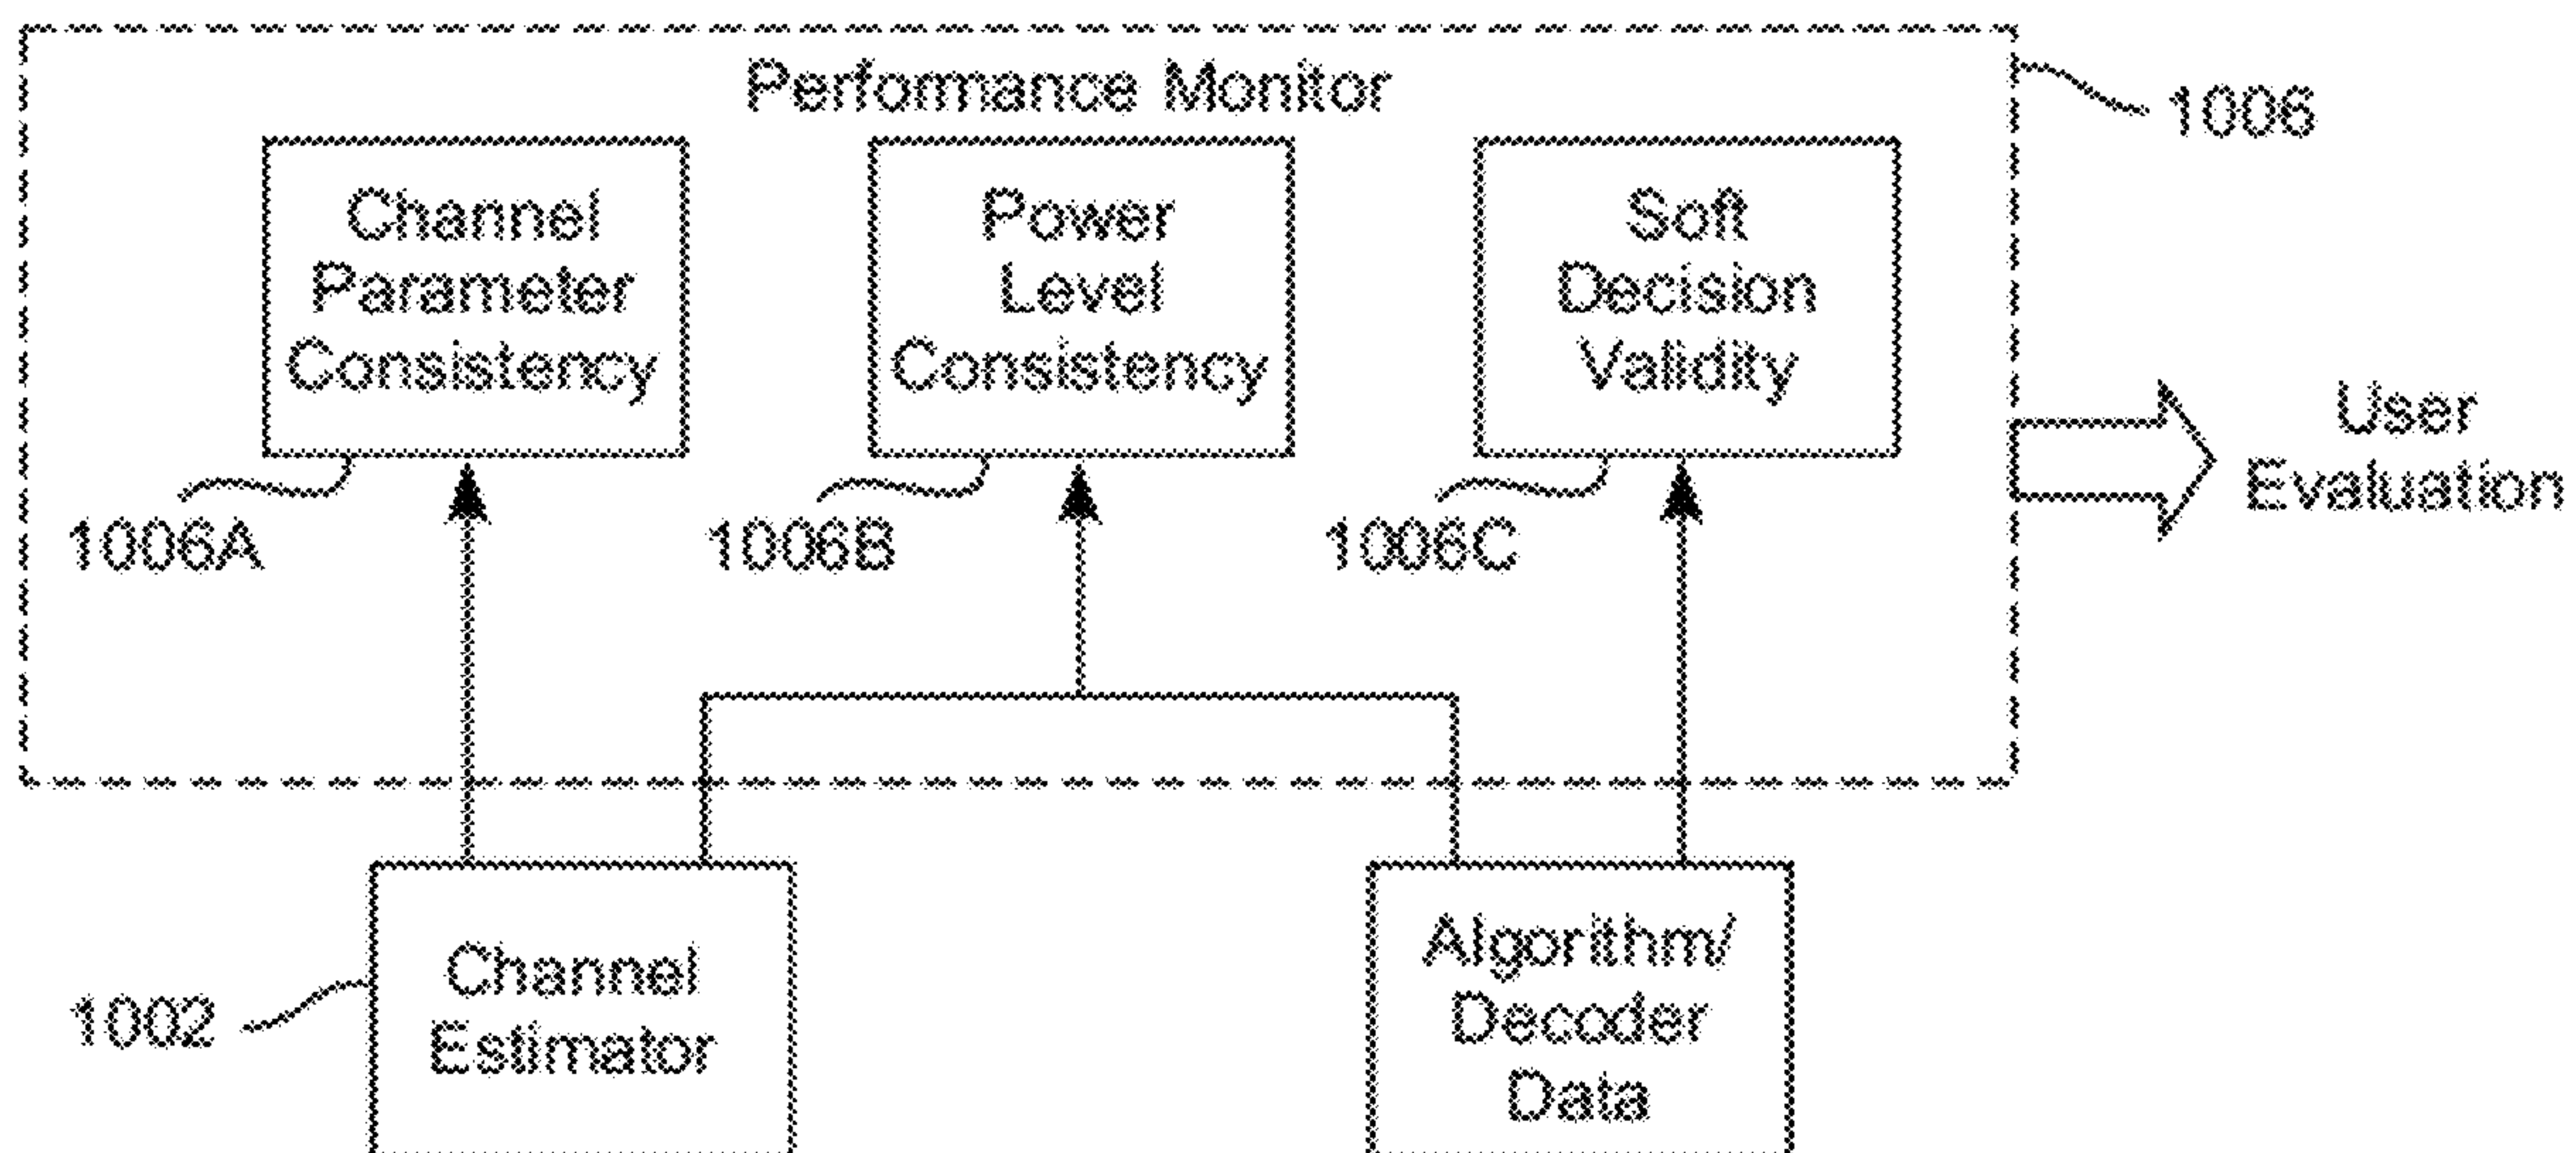 Performance Monitor
1006
Channel
Parameter
Consistency
Power
Level
Consistency
Soft
Decision
Validity
User
Evaluation
1006A
1006B
1006C
1002
Channel
Estimator
Algorithm/
Decoder
Data